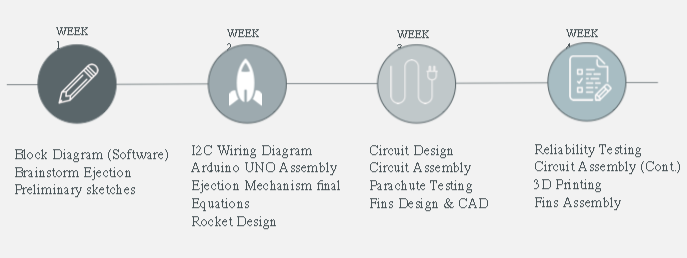 WEEK
1
Block Diagram (Software)
Brainstorm Ejection
Preliminary sketches
WEEK
2
I2C Wiring Diagram
Arduino UNO Assembly
Ejection Mechanism final
Equations
Rocket Design
WEEK
3
Circuit Design
Circuit Assembly
Parachute Testing
Fins Design & CAD
WEEK
4
Reliability Testing
Circuit Assembly (Cont.)
3D Printing
Fins Assembly